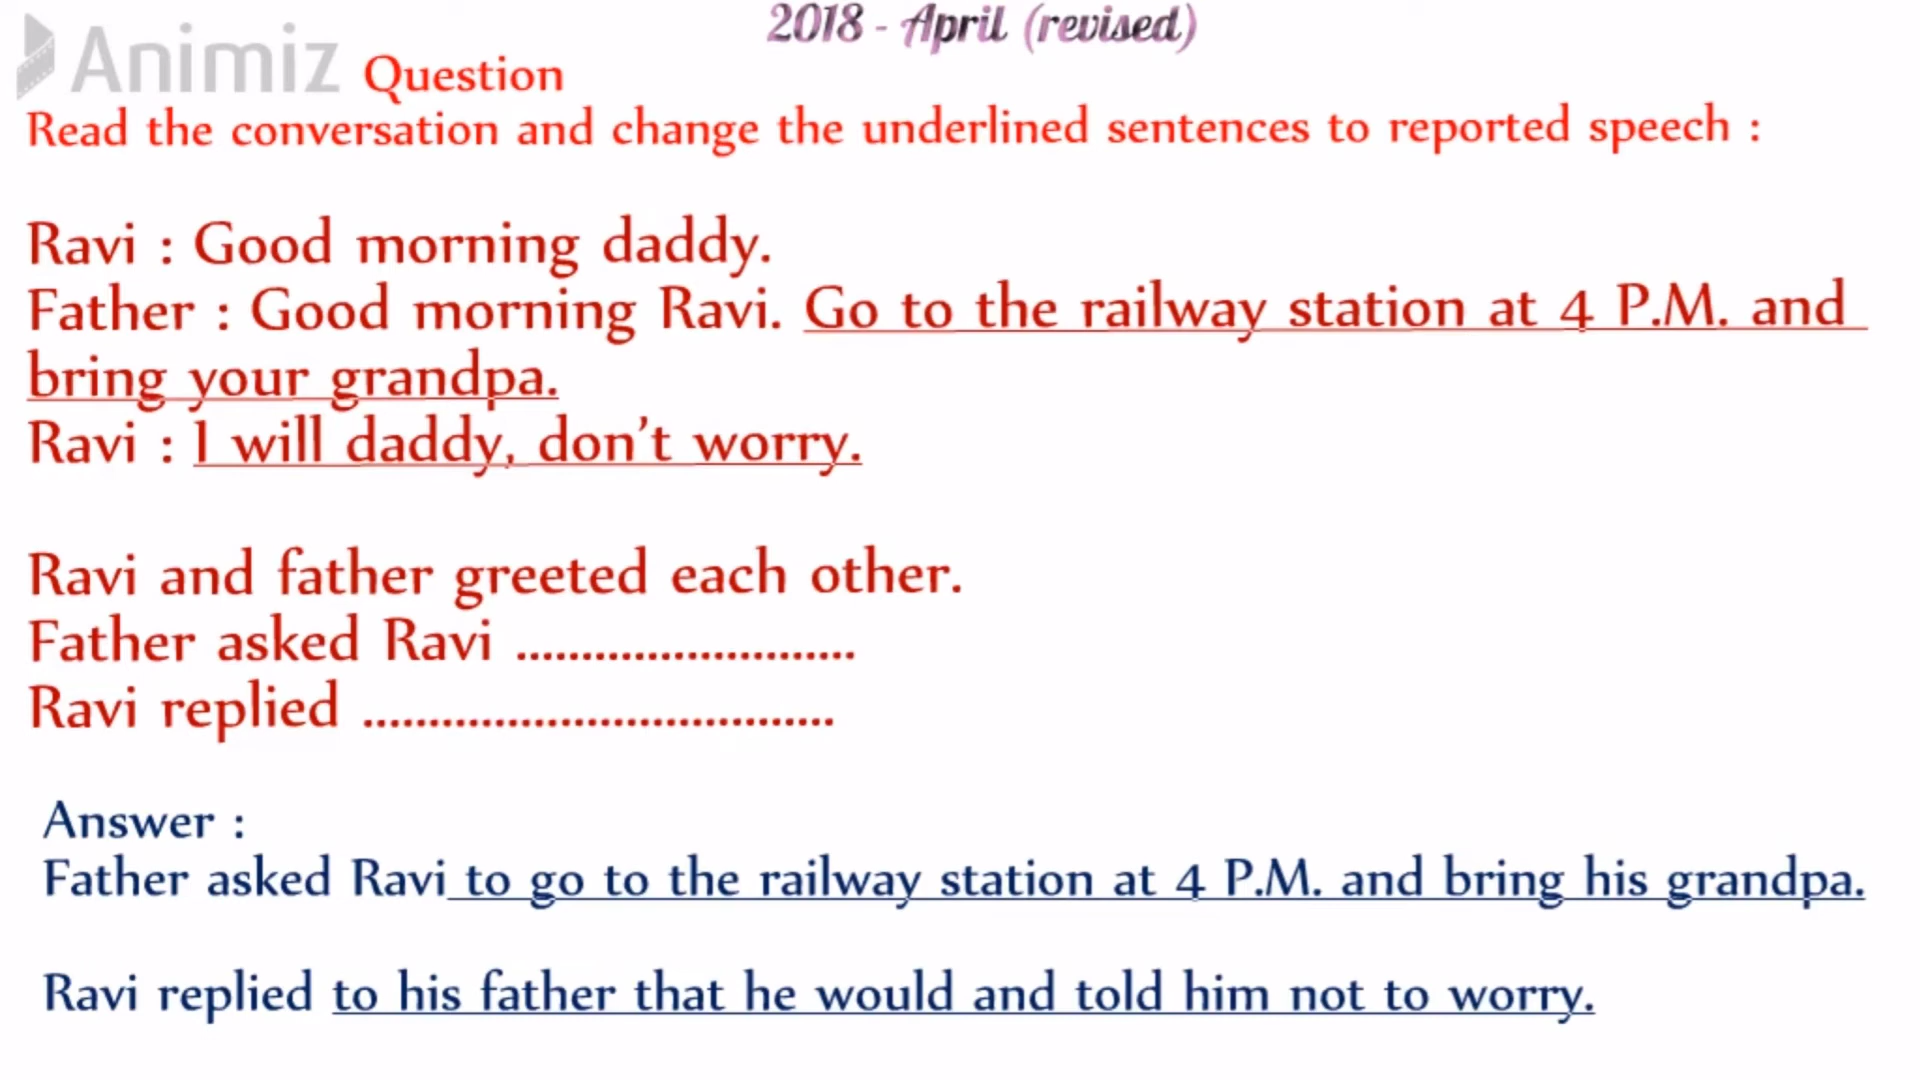 2018 - April (revised)
Animiz
Question
Read the conversation and change the underlined sentences to reported speech :
Ravi : Good morning daddy.
Father : Good morning Ravi. Go to the railway station at 4 P.M. and
bring your grandpa.
Ravi : I will daddy, don't worry.
Ravi and father greeted each other.
Father asked Ravi ..........................
Ravi replied ....................................
Answer :
Father asked Ravi to go to the railway station at 4 P.M. and bring his grandpa.
Ravi replied to his father that he would and told him not to worry.